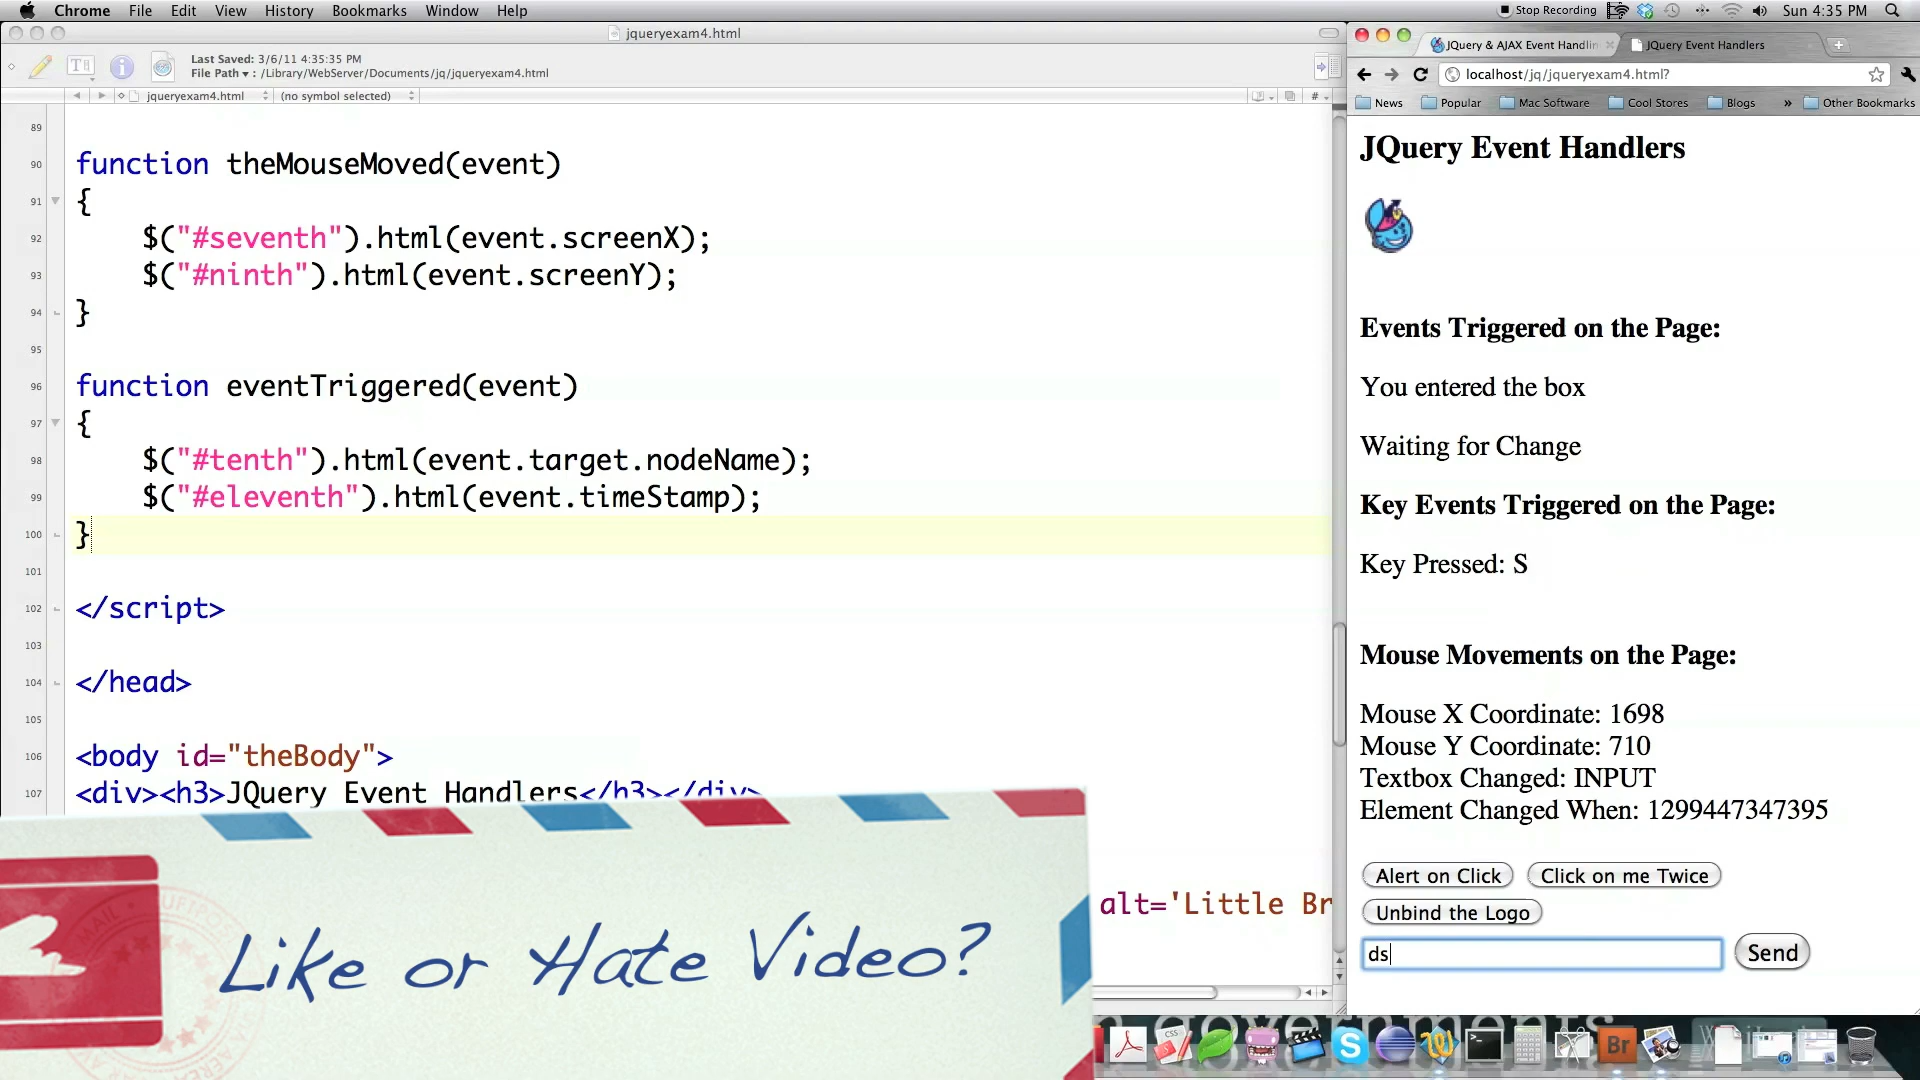 Chrome File Edit View History Bookmarks Window Help
Stop Recording
Sun 4:35 PM
jqueryexam4.html
Last Saved: 3/6/11 4:35:35 PM
File Path ▾ : /Library/WebServer/Documents/jq/jqueryexam4.html
jqueryexam4.html (no symbol selected)
89
90 function theMouseMoved(event)
91 {
92 $("#seventh").html(event.screenX);
93 $("#ninth").html(event.screenY);
94 }
95
96 function eventTriggered(event)
97 {
98 $("#tenth").html(event.target.nodeName);
99 $("#eleventh").html(event.timeStamp);
100 }
101
102 </script>
103
104 </head>
105
106 <body id="theBody">
107 <div><h3>JQuery Event Handlers</h3></div>
alt='Little Br
Like or Hate Video?
JQuery & AJAX Event Handlin
JQuery Event Handlers
localhost/jq/jqueryexam4.html?
News Popular Mac Software Cool Stores Blogs » Other Bookmarks
JQuery Event Handlers
Events Triggered on the Page:
You entered the box
Waiting for Change
Key Events Triggered on the Page:
Key Pressed: S
Mouse Movements on the Page:
Mouse X Coordinate: 1698
Mouse Y Coordinate: 710
Textbox Changed: INPUT
Element Changed When: 1299447347395
Alert on Click Click on me Twice
Unbind the Logo
ds Send
governments
CSS
Br